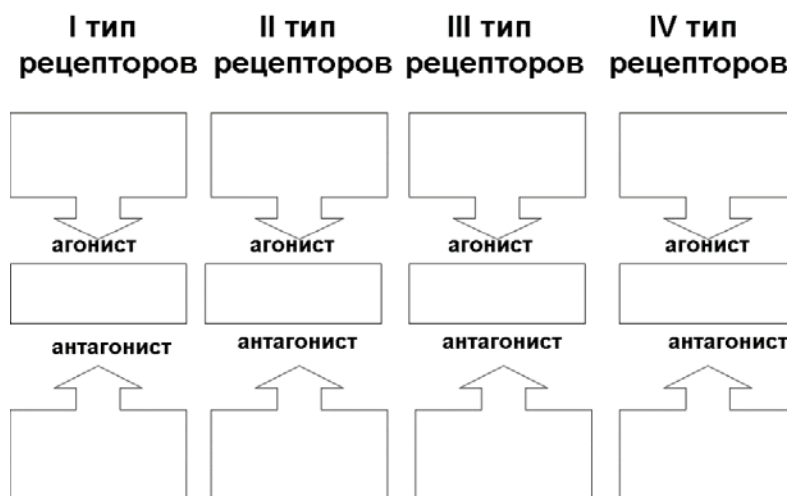 I тип
рецепторов
II тип
рецепторов
III тип
рецепторов
IV тип
рецепторов
агонист
агонист
агонист
агонист
антагонист
антагонист
антагонист
антагонист